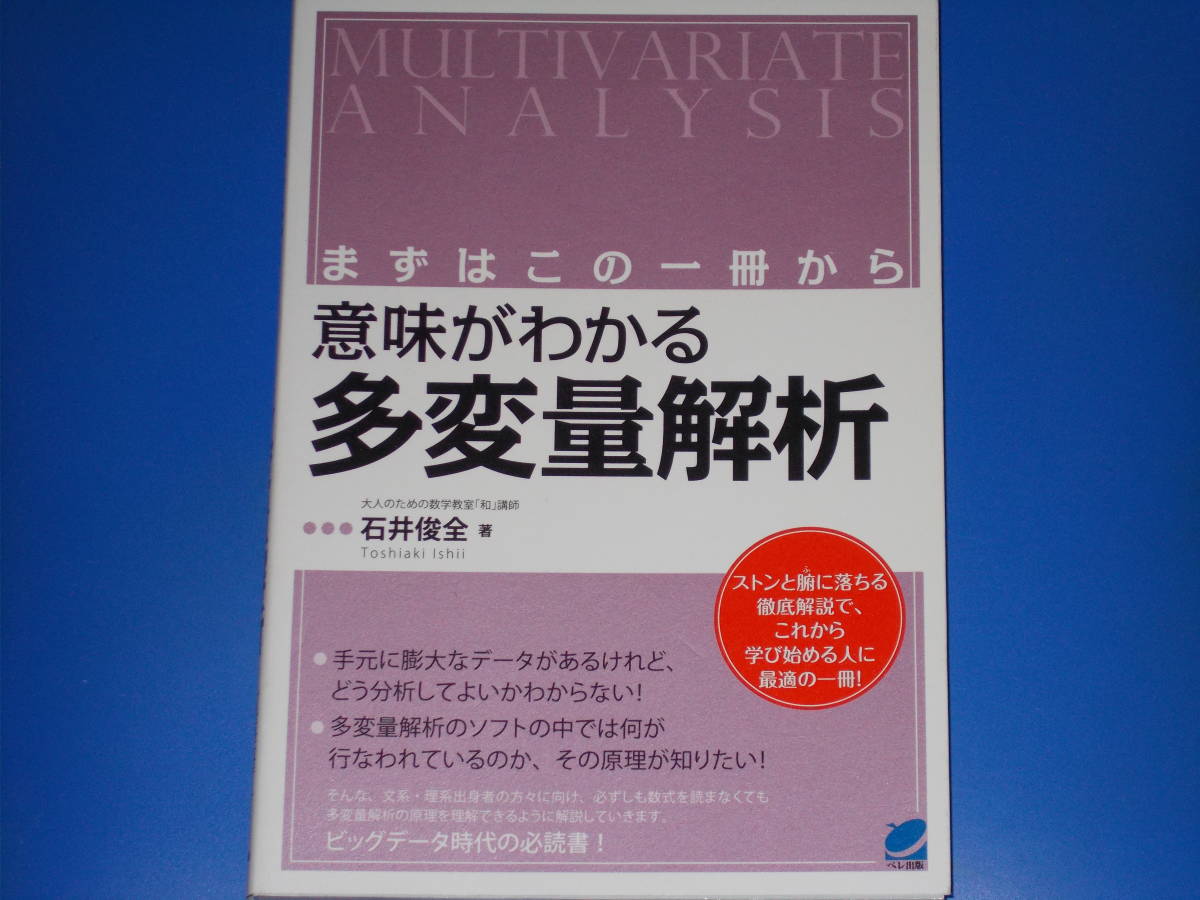 MULTIVARIATE
ANALYSIS
まずはこの一冊から
意味がわかる
多変量解析
大人のための数学教室「和」講師
石井俊全 著
Toshiaki Ishii
ふ
ストンと腑に落ちる
徹底解説で、
これから
学び始める人に
最適の一冊!
●手元に膨大なデータがあるけれど、
どう分析してよいかわからない!
●多変量解析のソフトの中では何が
行なわれているのか、その原理が知りたい!
そんな、文系・理系出身者の方々に向け、必ずしも数式を読まなくても
多変量解析の原理を理解できるように解説していきます。
ビッグデータ時代の必読書!
ベレ出版